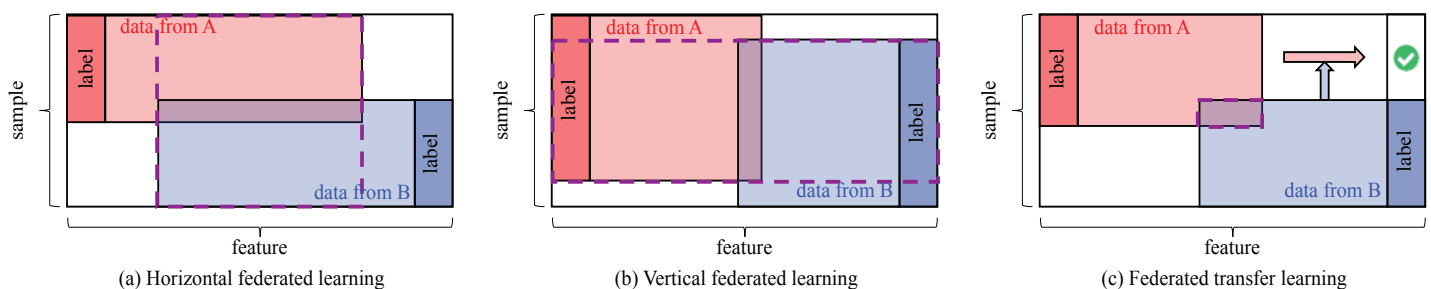 data from A
label
sample
label
data from B
feature
(a) Horizontal federated learning
data from A
label
sample
label
data from B
feature
(b) Vertical federated learning
data from A
label
sample
label
data from B
feature
(c) Federated transfer learning